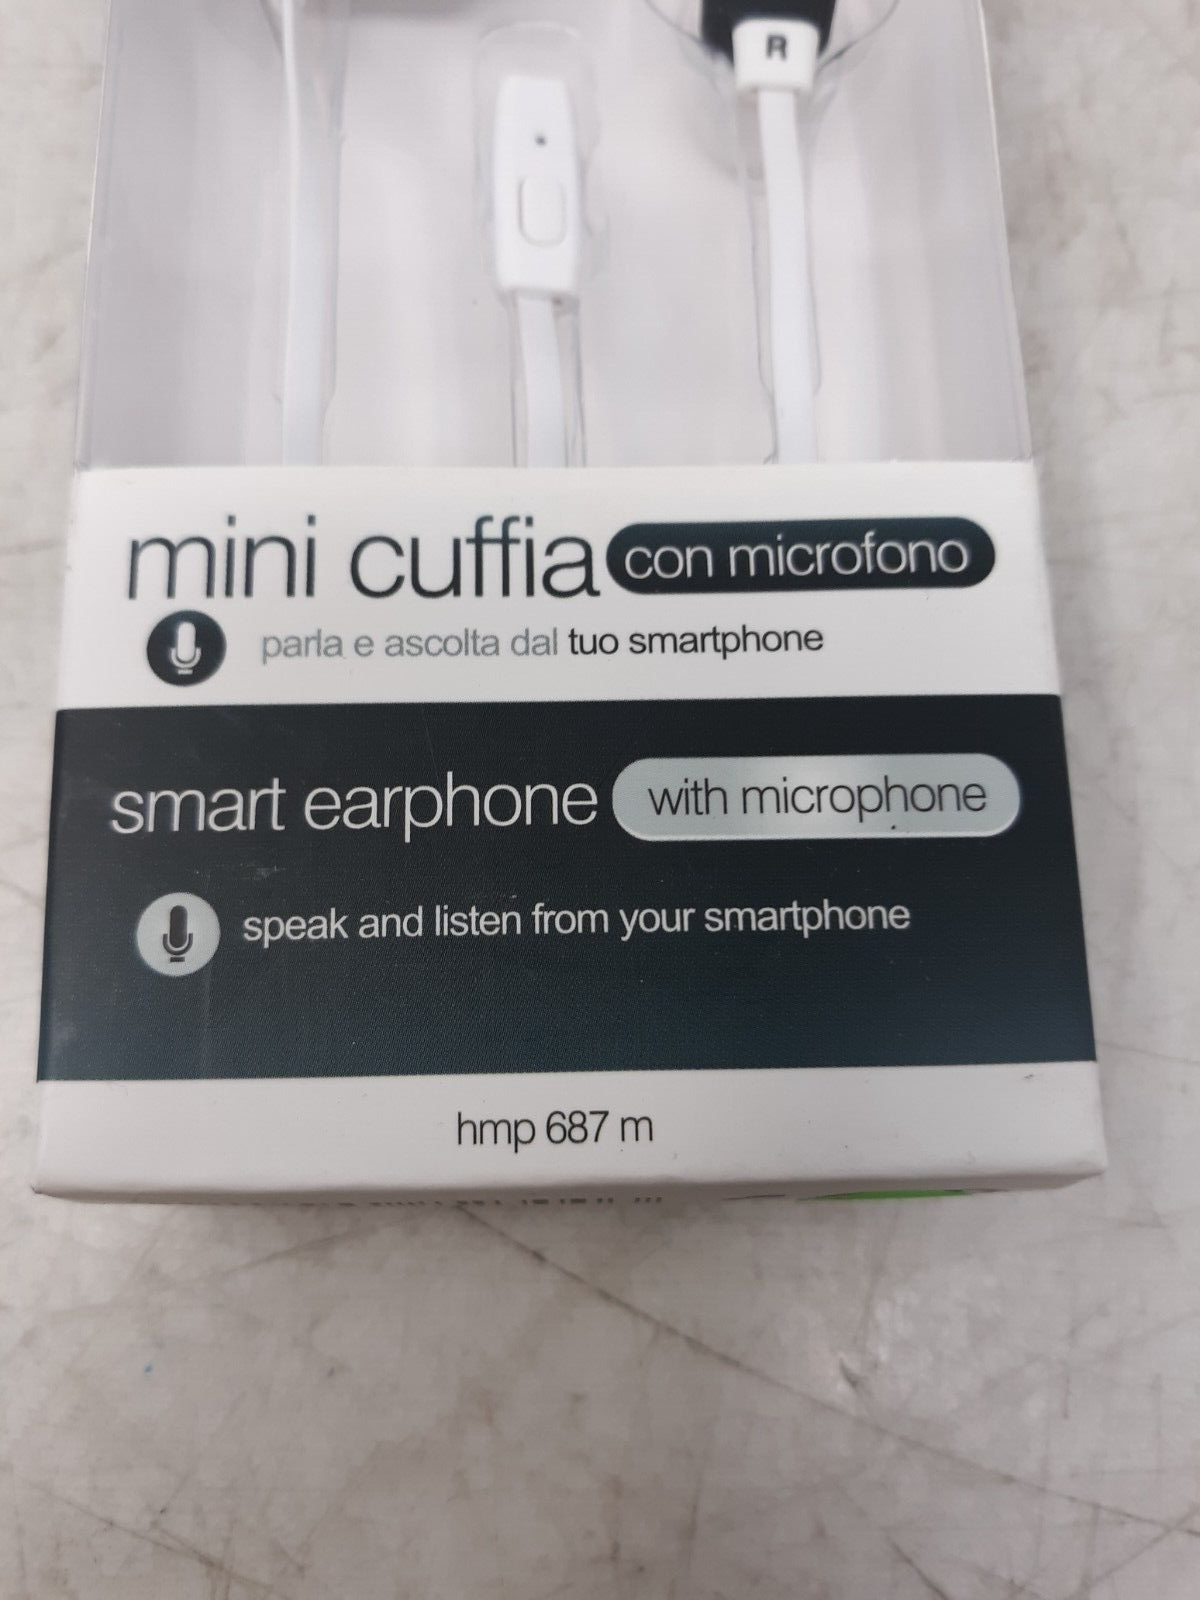 R
mini cuffia con microfono
parla e ascolta dal tuo smartphone
smart earphone with microphone
speak and listen from your smartphone
hmp 687 m